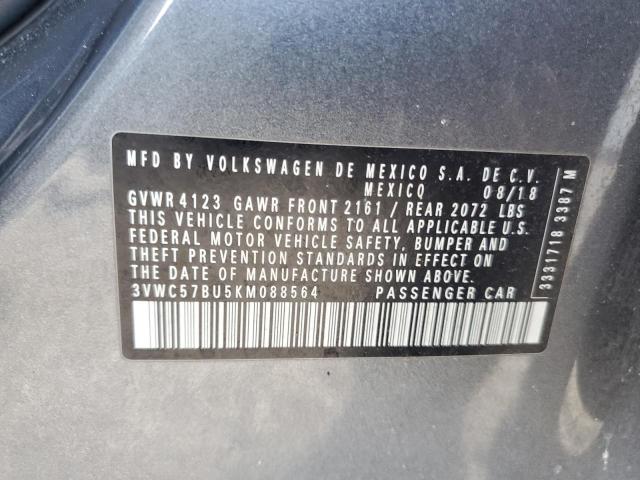 MFD BY VOLKSWAGEN DE MEXICO S.A. DE C.V.
MEXICO 08/18
GVWR 4123 GAWR FRONT 2161 / REAR 2072 LBS
THIS VEHICLE CONFORMS TO ALL APPLICABLE U.S.
FEDERAL MOTOR VEHICLE SAFETY, BUMPER AND
THEFT PREVENTION STANDARDS IN EFFECT ON
THE DATE OF MANUFACTURE SHOWN ABOVE.
3VWC57BU5KM088564 PASSENGER CAR
3331718 3387 M